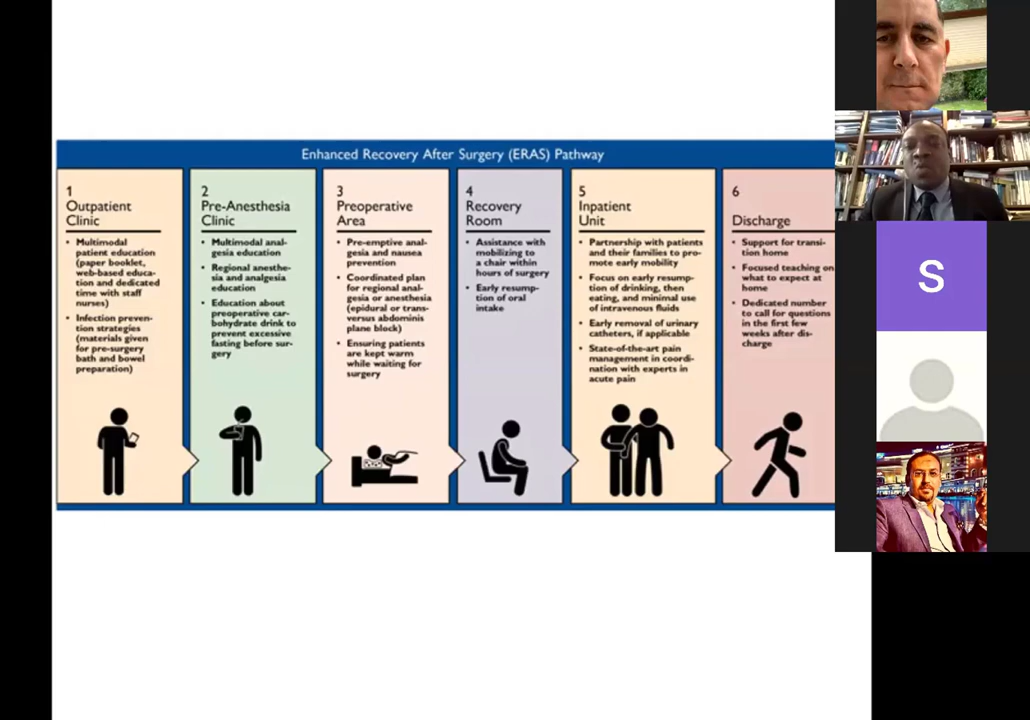 Enhanced Recovery After Surgery (ERAS) Pathway
1
Outpatient
Clinic
• Multimodal
patient education
(paper booklet,
web-based educa-
tion and dedicated
time with staff
nurses)
• Infection preven-
tion strategies
(materials given
for pre-surgery
bath and bowel
preparation)
2
Pre-Anesthesia
Clinic
• Multimodal anal-
gesia education
• Regional anesthe-
sia and analgesia
education
• Education about
preoperative car-
bohydrate drink to
prevent excessive
fasting before sur-
gery
3
Preoperative
Area
• Pre-emptive anal-
gesia and nausea
prevention
• Coordinated plan
for regional anal-
gesia or anesthesia
(epidural or trans-
versus abdominis
plane block)
• Ensuring patients
are kept warm
while waiting for
surgery
4
Recovery
Room
• Assistance with
mobilizing to
a chair within
hours of surgery
• Early resump-
tion of oral
intake
5
Inpatient
Unit
• Partnership with patients
and their families to pro-
mote early mobility
• Focus on early resump-
tion of drinking, then
eating, and minimal use
of intravenous fluids
• Early removal of urinary
catheters, if applicable
• State-of-the-art pain
management in coordi-
nation with experts in
acute pain
6
Discharge
• Support for transi-
tion home
• Focused teaching on
what to expect at
home
• Dedicated number
to call for questions
in the first few
weeks after dis-
charge
S